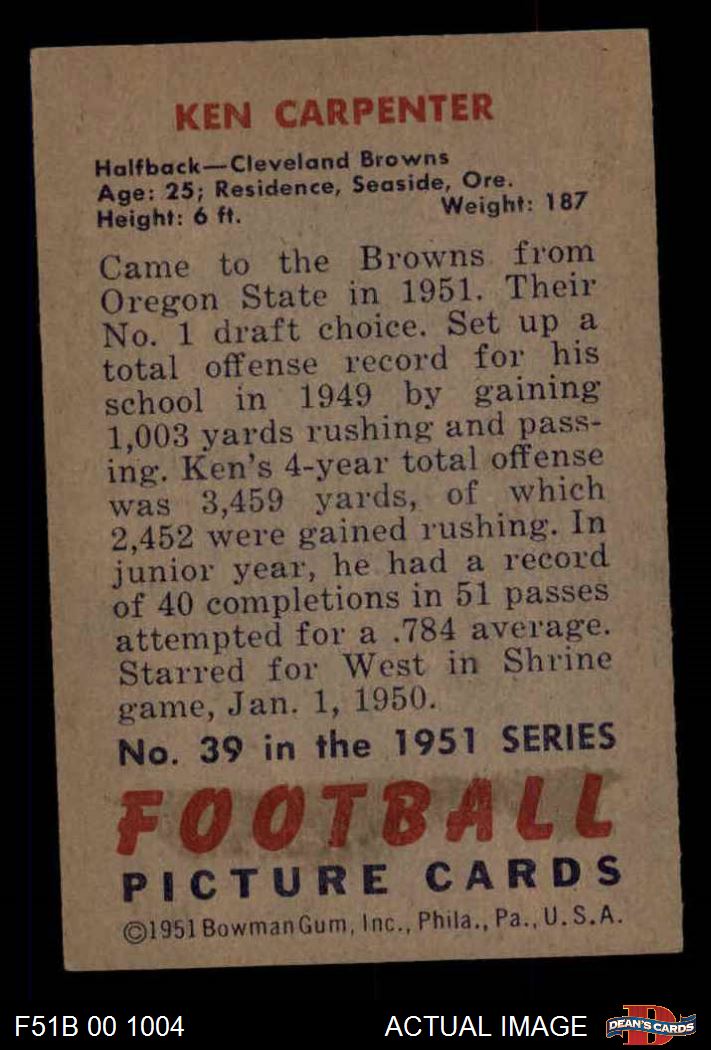 KEN CARPENTER
Halfback—Cleveland Browns
Age: 25; Residence, Seaside, Ore.
Height: 6 ft. Weight: 187
Came to the Browns from
Oregon State in 1951. Their
No. 1 draft choice. Set up a
total offense record for his
school in 1949 by gaining
1,003 yards rushing and pass-
ing. Ken's 4-year total offense
was 3,459 yards, of which
2,452 were gained rushing. In
junior year, he had a record
of 40 completions in 51 passes
attempted for a .784 average.
Starred for West in Shrine
game, Jan. 1, 1950.
No. 39 in the 1951 SERIES
FOOTBALL
PICTURE CARDS
©1951 Bowman Gum, Inc., Phila., Pa., U.S.A.
F51B 00 1004 ACTUAL IMAGE D DEAN'S CARDS